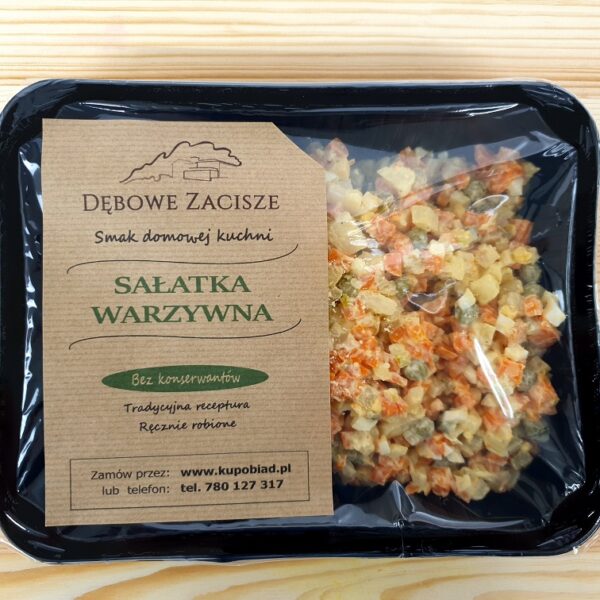 DĘBOWE ZACISZE
Smak domowej kuchni
SAŁATKA
WARZYWNA
Bez konserwantów
Tradycyjna receptura
Ręcznie robione
Zamów przez: www.kupobiad.pl
lub telefon: tel. 780 127 317